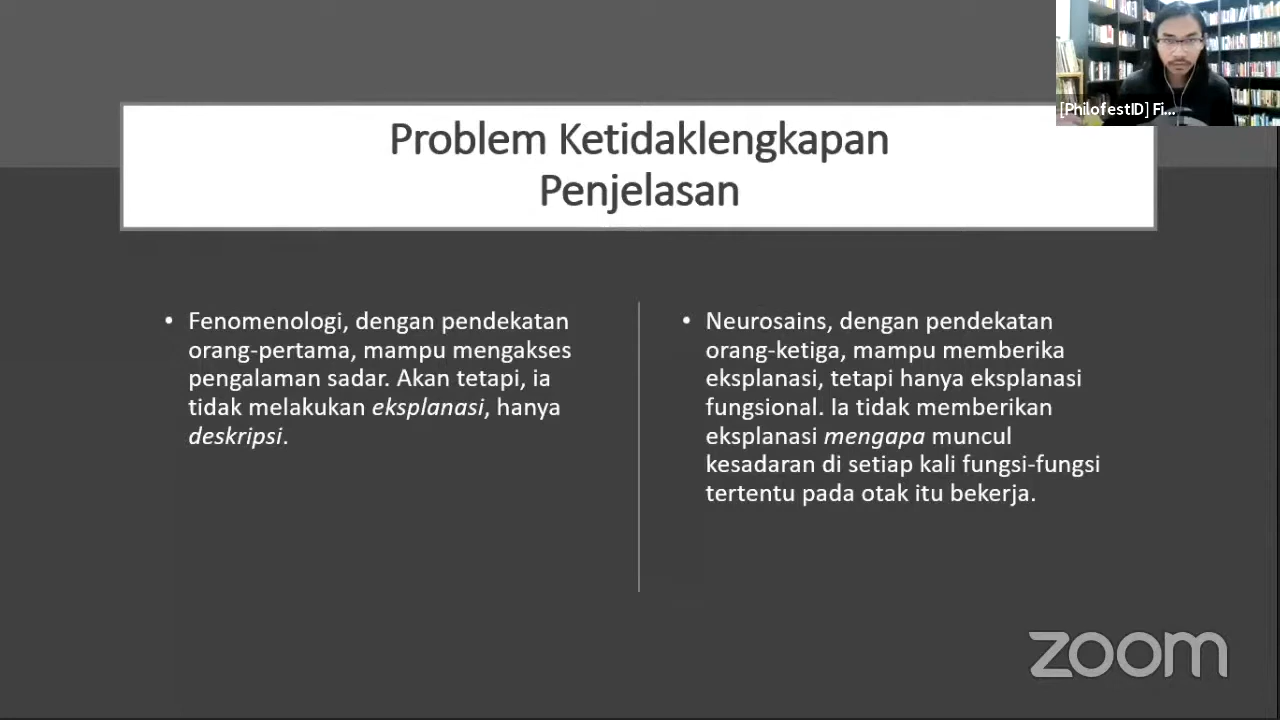 [PhilofestID] Fi...
Problem Ketidaklengkapan
Penjelasan
• Fenomenologi, dengan pendekatan
orang-pertama, mampu mengakses
pengalaman sadar. Akan tetapi, ia
tidak melakukan eksplanasi, hanya
deskripsi.
• Neurosains, dengan pendekatan
orang-ketiga, mampu memberika
eksplanasi, tetapi hanya eksplanasi
fungsional. Ia tidak memberikan
eksplanasi mengapa muncul
kesadaran di setiap kali fungsi-fungsi
tertentu pada otak itu bekerja.
zoom